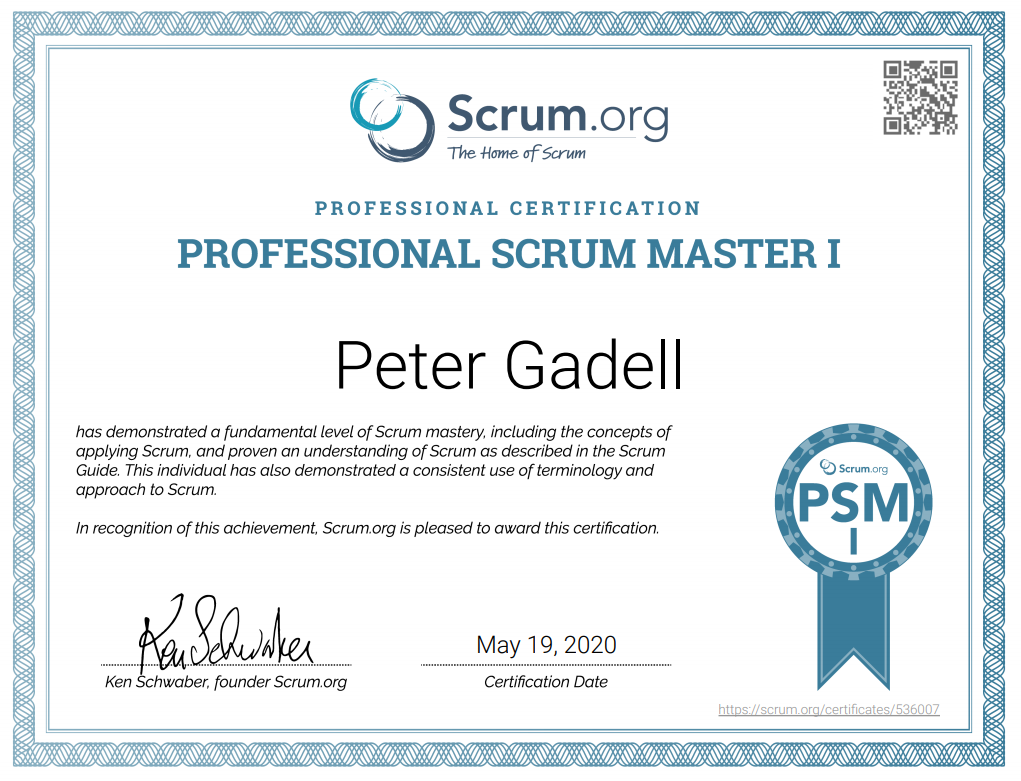 Scrum.org
The Home of Scrum
PROFESSIONAL CERTIFICATION
PROFESSIONAL SCRUM MASTER I
Peter Gadell
has demonstrated a fundamental level of Scrum mastery, including the concepts of
applying Scrum, and proven an understanding of Scrum as described in the Scrum
Guide. This individual has also demonstrated a consistent use of terminology and
approach to Scrum.
In recognition of this achievement, Scrum.org is pleased to award this certification.
Scrum.org
PSM
I
Ken Schwaber
May 19, 2020
Ken Schwaber, founder Scrum.org
Certification Date
https://scrum.org/certificates/536007